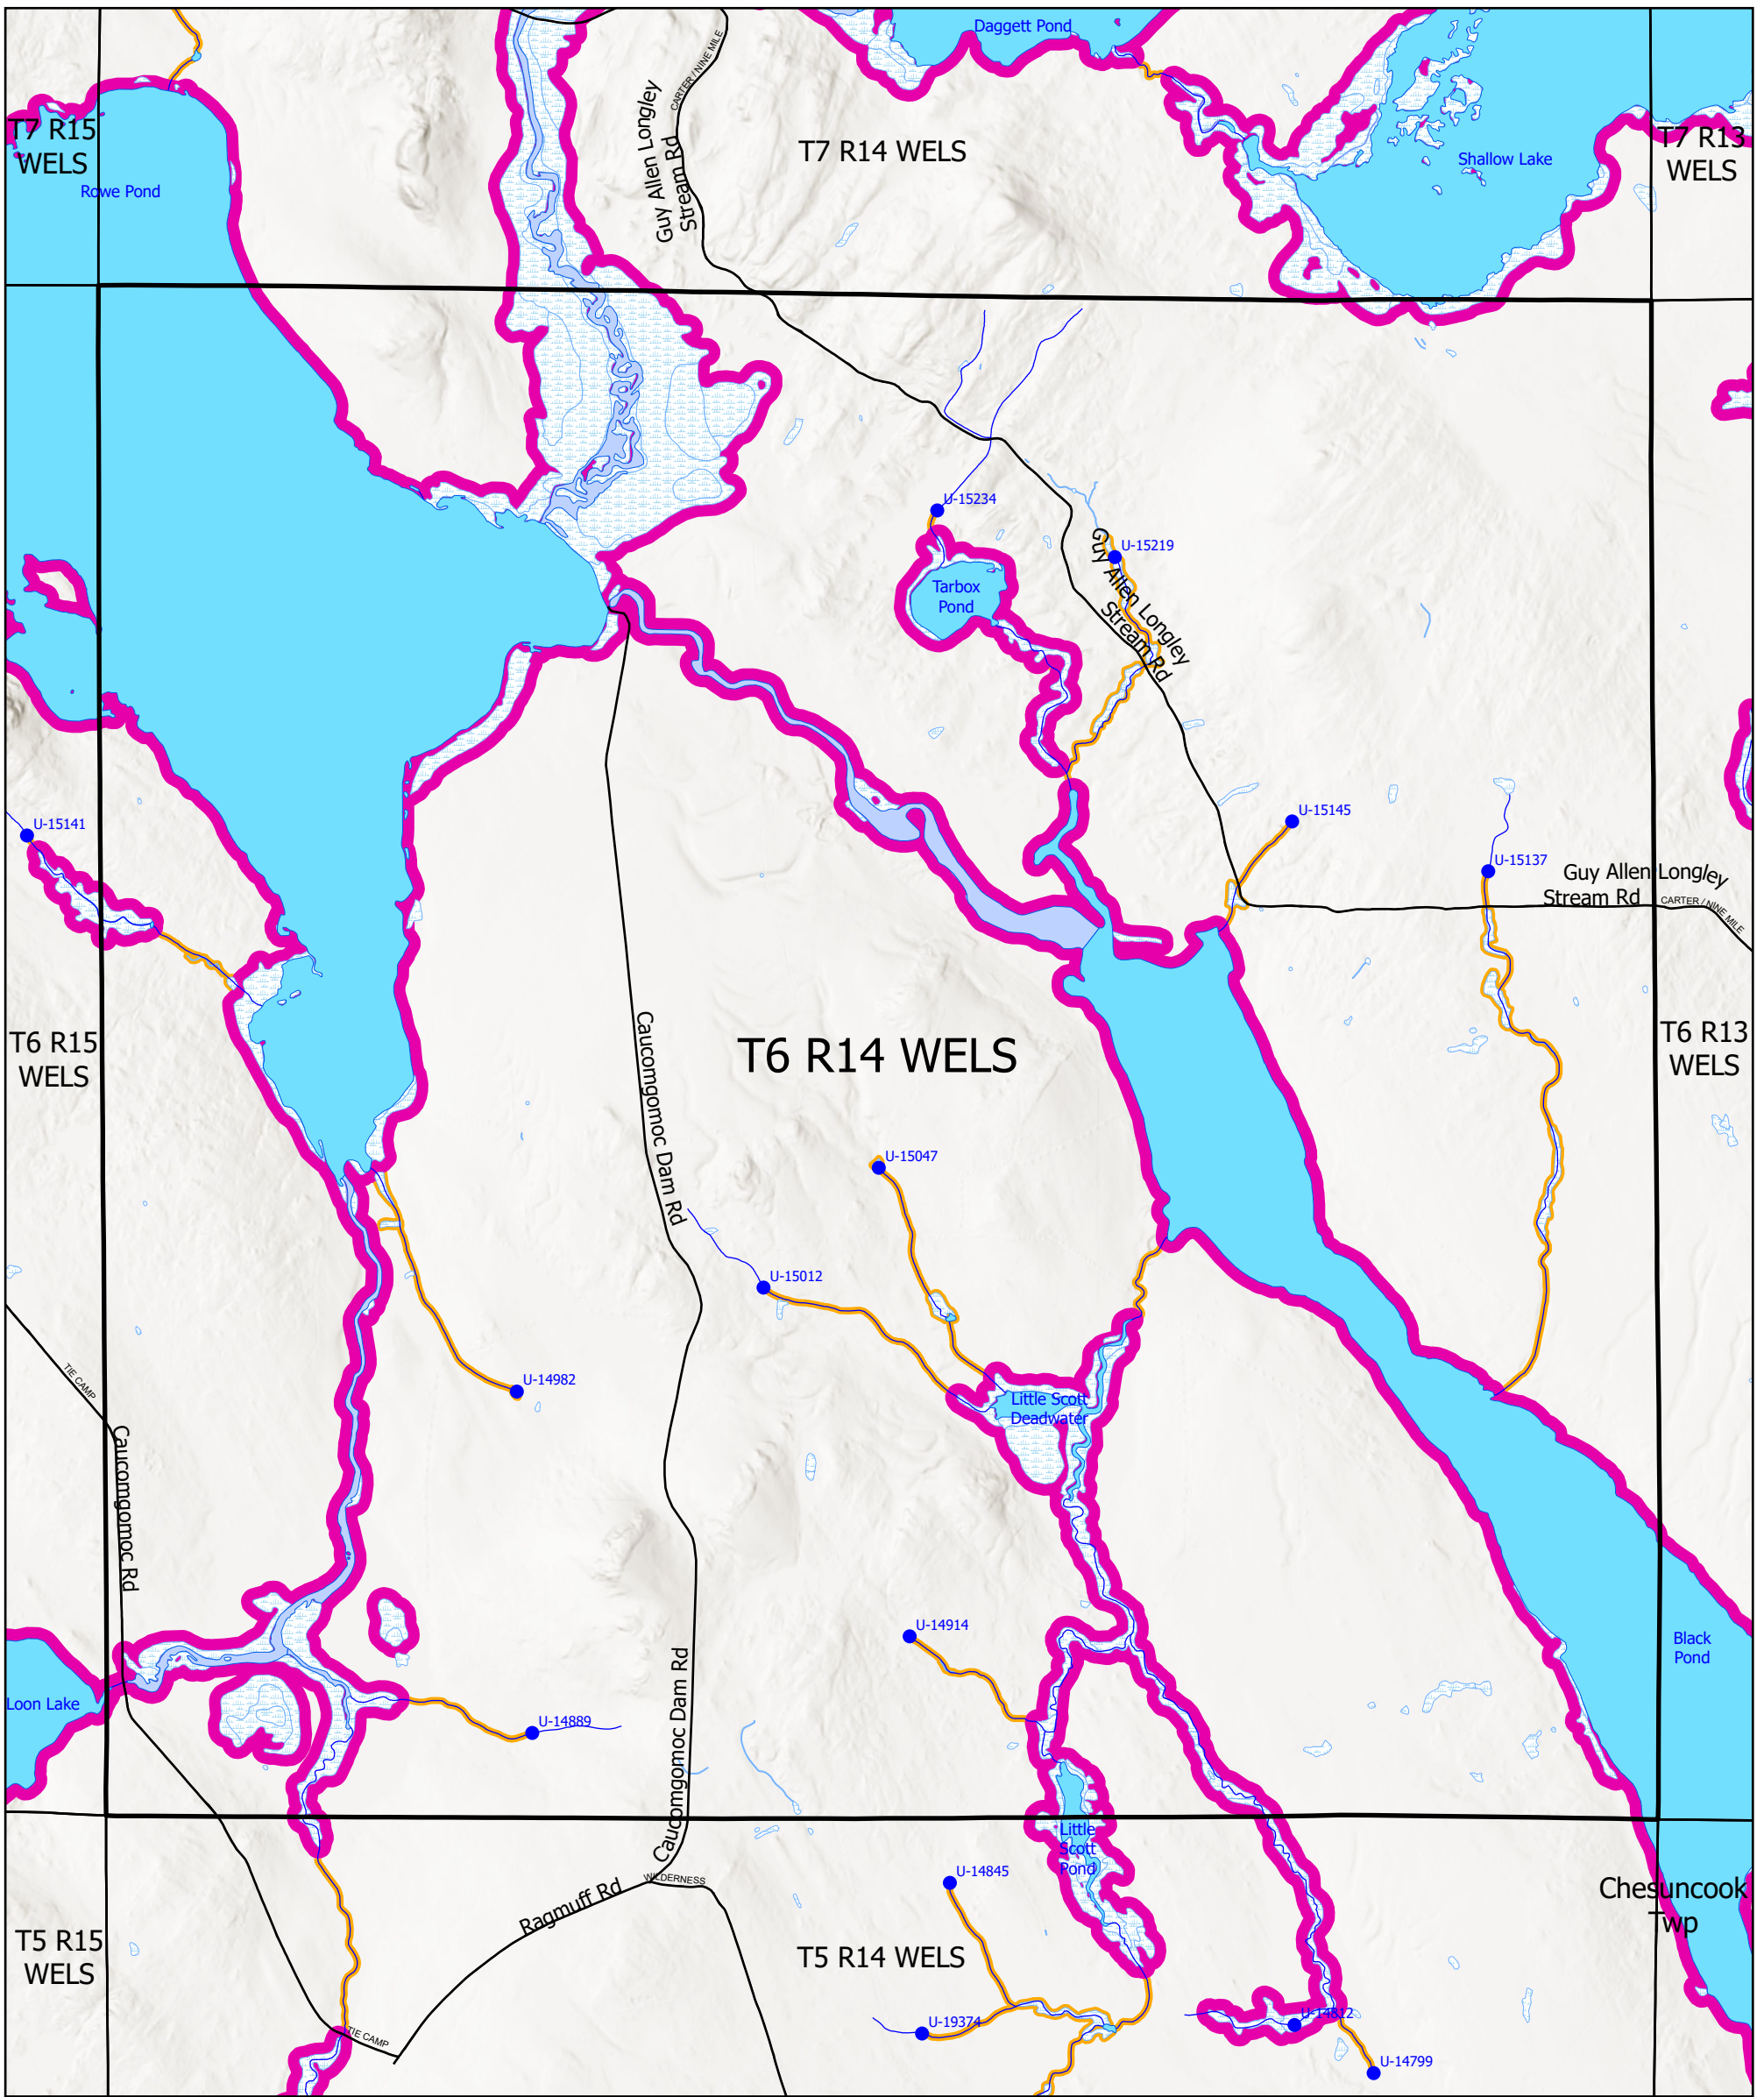 Daggett Pond
CARTER / NINE MILE
Guy Allen Longley
Stream Rd
T7 R15
WELS
T7 R14 WELS
Shallow Lake
T7 R13
WELS
Rowe Pond
U-15234
U-15219
Guy Allen Longley
Stream Rd
Tarbox
Pond
U-15141
U-15145
U-15137
Guy Allen Longley
Stream Rd
CARTER / NINE MILE
T6 R15
WELS
Caucomgomoc Dam Rd
T6 R14 WELS
T6 R13
WELS
U-15047
U-15012
TIE CAMP
U-14982
Little Scott
Deadwater
Caucomgomoc Rd
U-14914
Black
Pond
Loon Lake
U-14889
Caucomgomoc Dam Rd
Little
Scott
Pond
U-14845
WILDERNESS
Ragmuff Rd
Chesuncook
Twp
T5 R15
WELS
T5 R14 WELS
U-19374
U-14812
TIE CAMP
U-14799